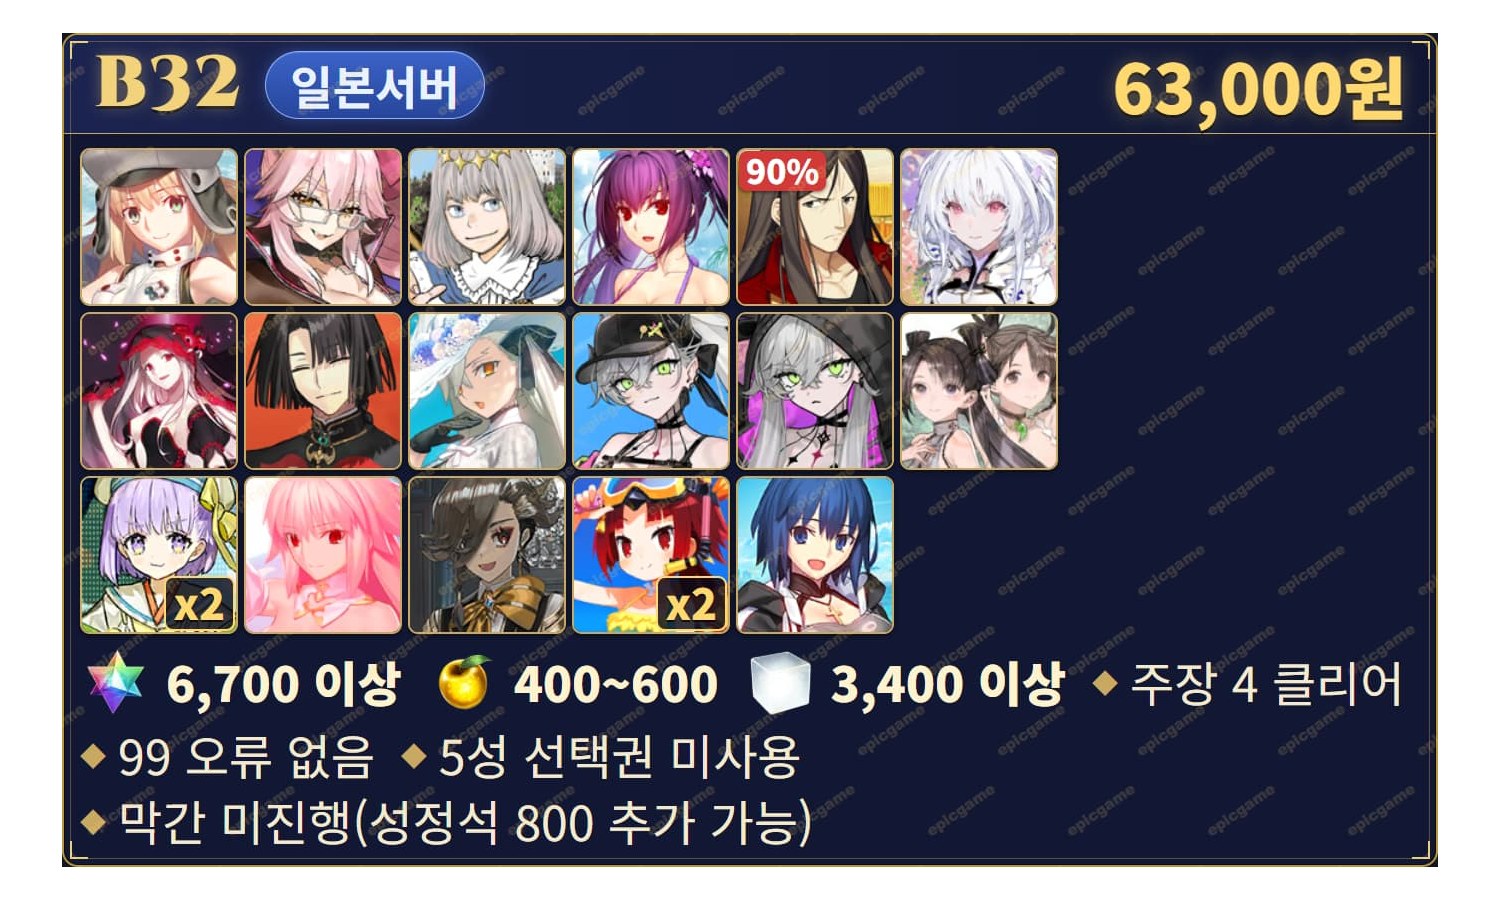 B32 일본서버 63,000원
90%
x2 x2
6,700 이상 400~600 3,400 이상 ◆ 주장 4 클리어
◆ 99 오류 없음 ◆ 5성 선택권 미사용
◆ 막간 미진행(성정석 800 추가 가능)
epicgame